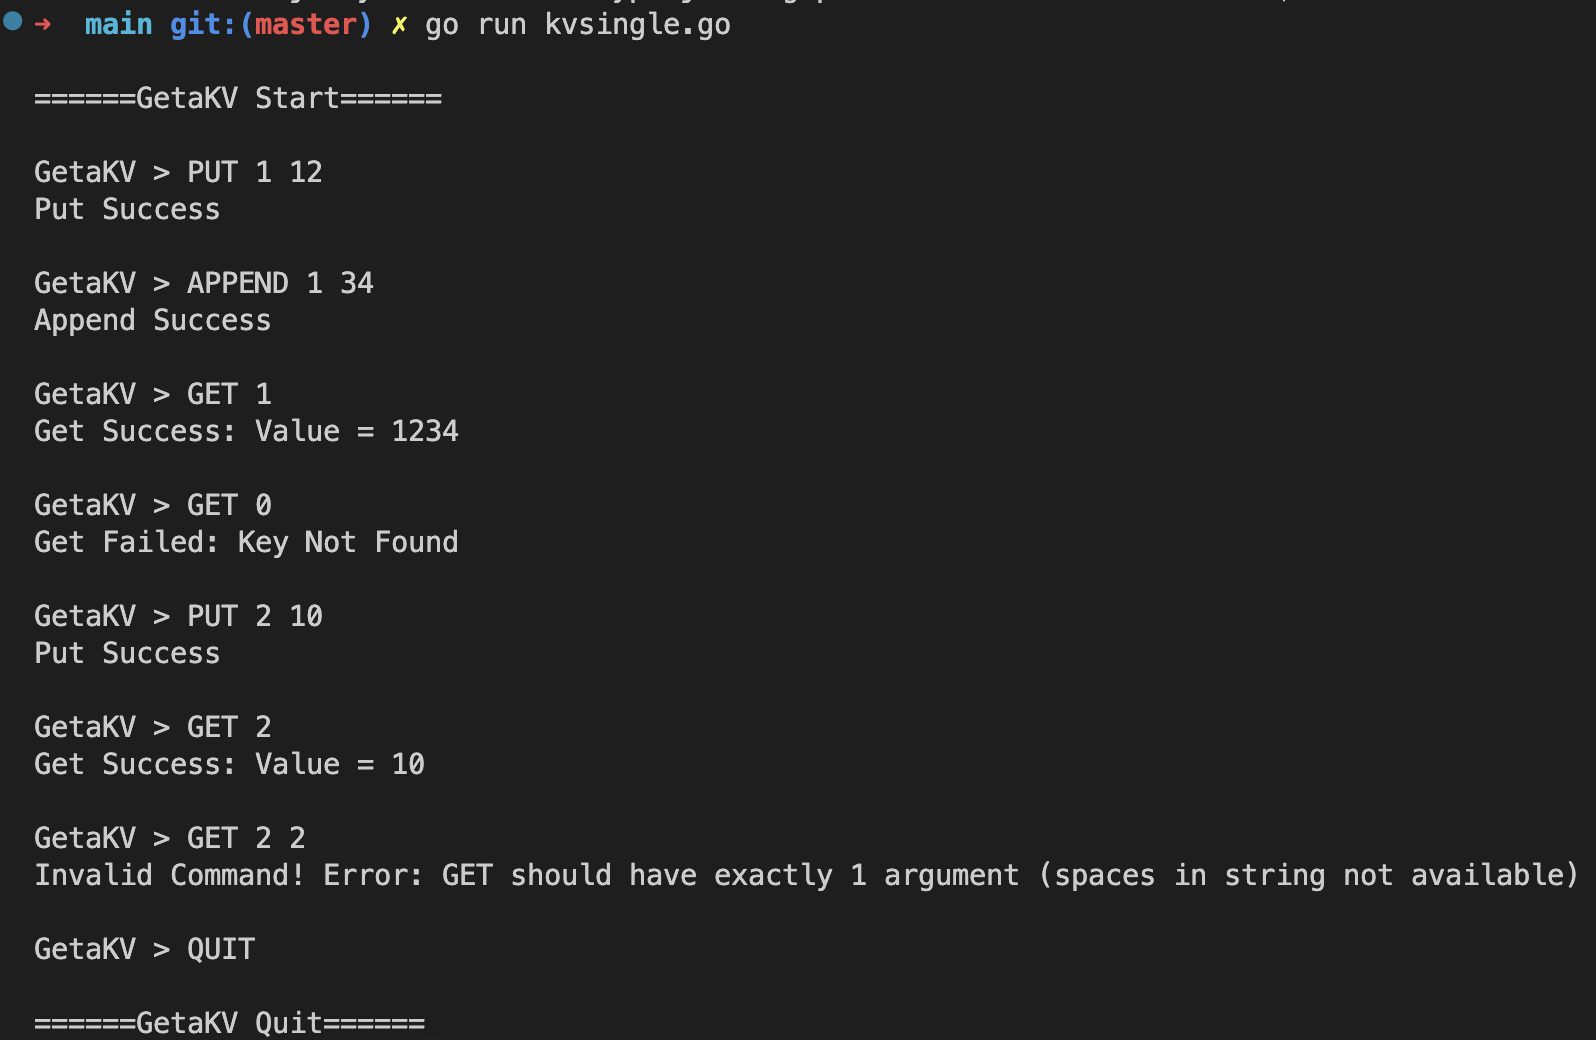 ➜ main git:(master) ✗ go run kvsingle.go
======GetaKV Start======
GetaKV > PUT 1 12
Put Success
GetaKV > APPEND 1 34
Append Success
GetaKV > GET 1
Get Success: Value = 1234
GetaKV > GET 0
Get Failed: Key Not Found
GetaKV > PUT 2 10
Put Success
GetaKV > GET 2
Get Success: Value = 10
GetaKV > GET 2 2
Invalid Command! Error: GET should have exactly 1 argument (spaces in string not available)
GetaKV > QUIT
======GetaKV Quit======